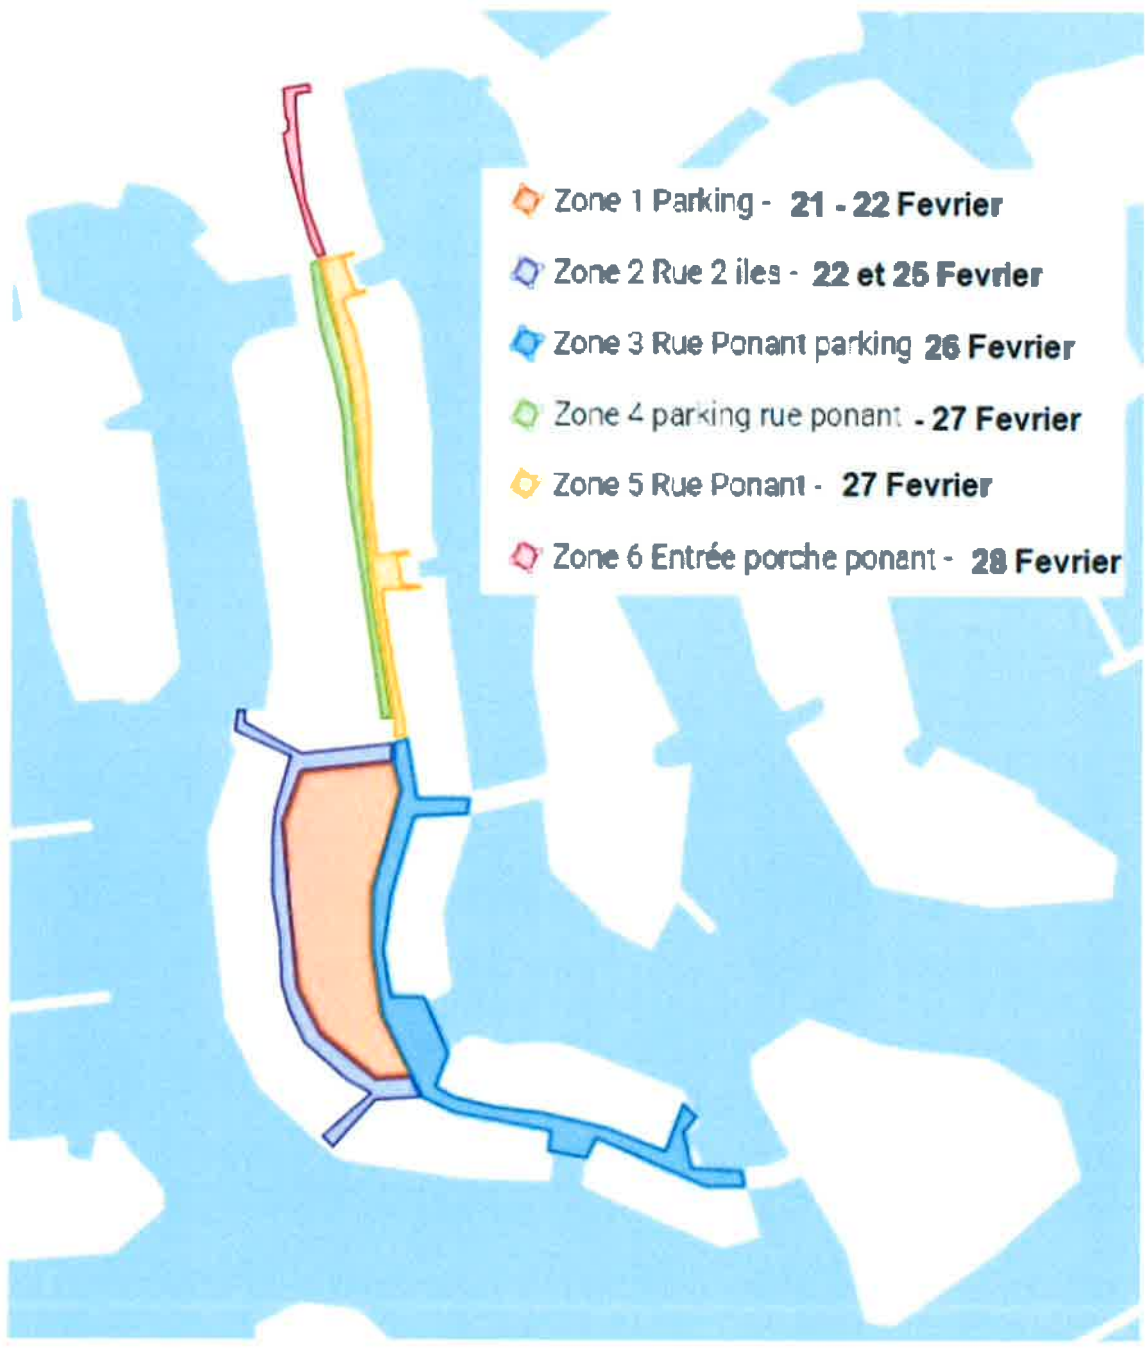 Zone 1 Parking - 21 - 22 Fevrier
Zone 2 Rue 2 iles - 22 et 25 Fevrier
Zone 3 Rue Ponant parking 26 Fevrier
Zone 4 parking rue ponant - 27 Fevrier
Zone 5 Rue Ponant - 27 Fevrier
Zone 6 Entrée porche ponant - 28 Fevrier